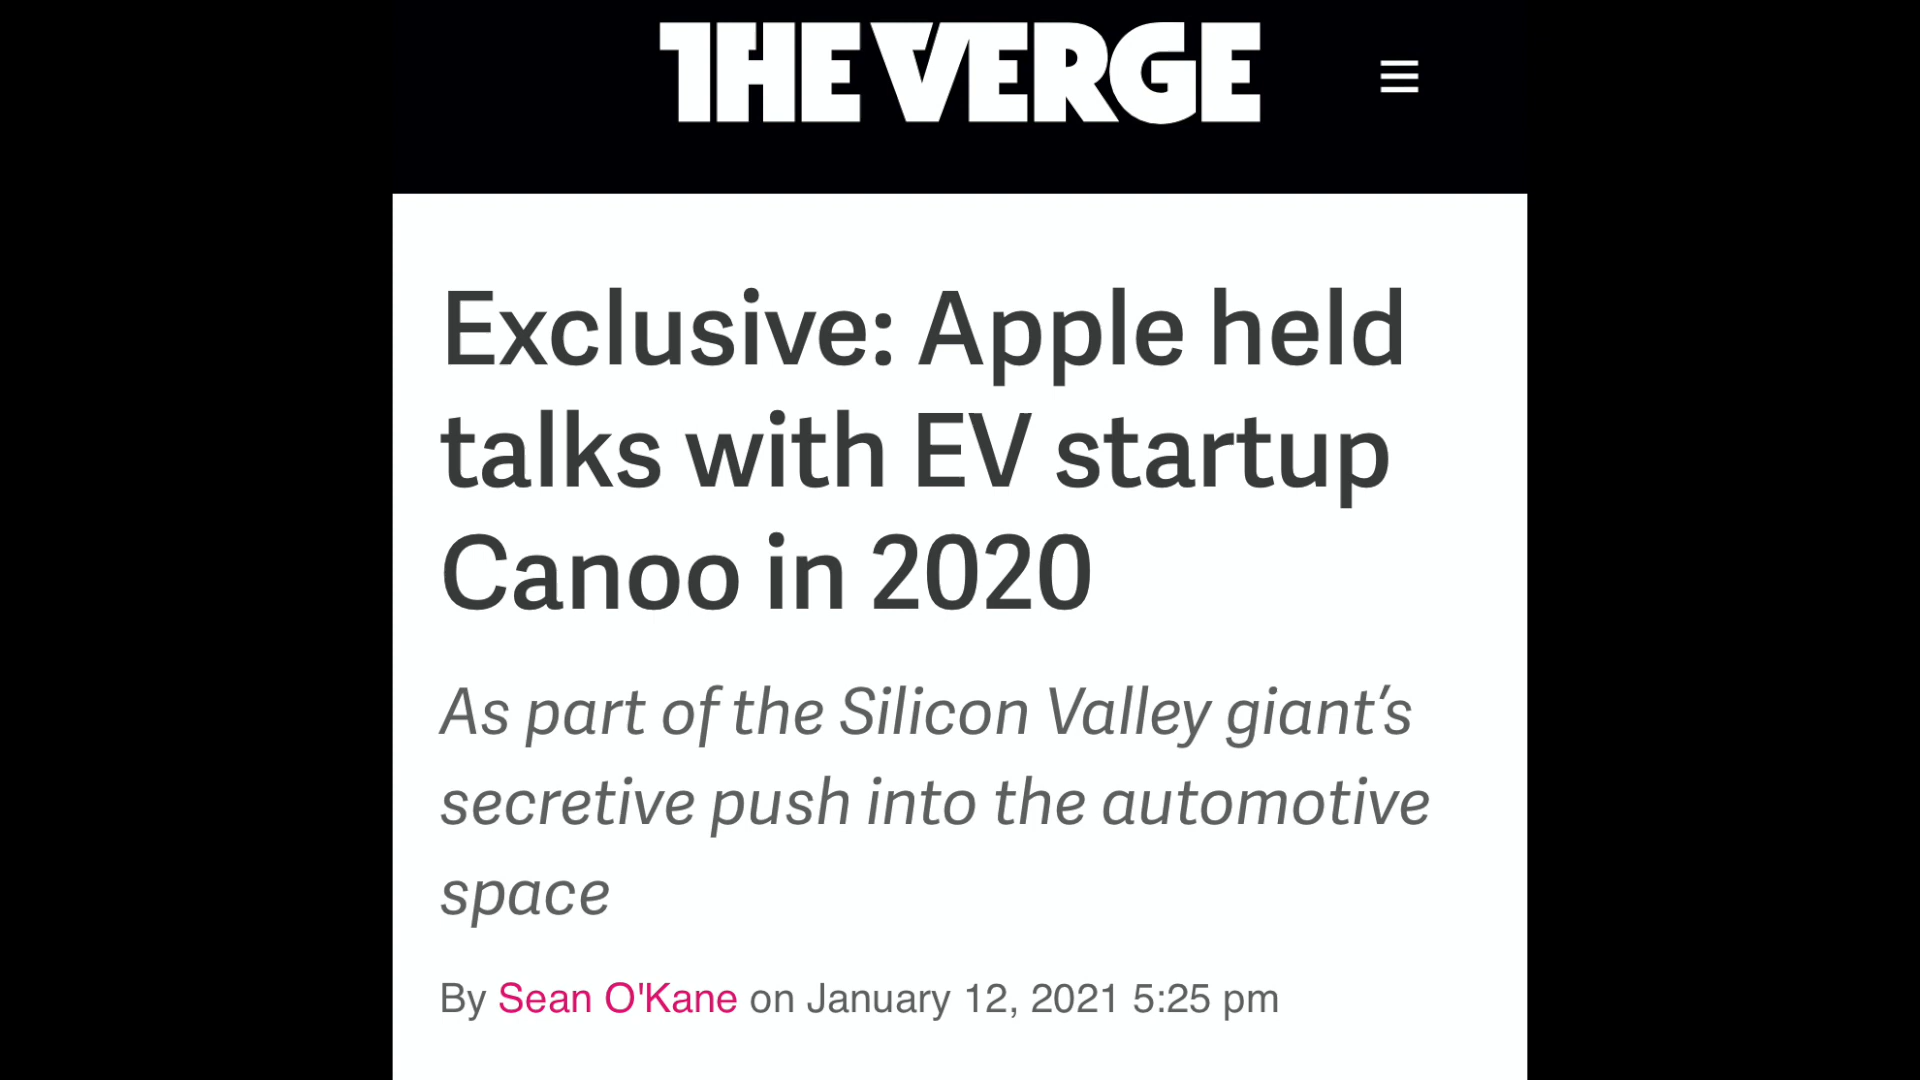 THE VERGE
Exclusive: Apple held
talks with EV startup
Canoo in 2020
As part of the Silicon Valley giant’s
secretive push into the automotive
space
By Sean O'Kane on January 12, 2021 5:25 pm